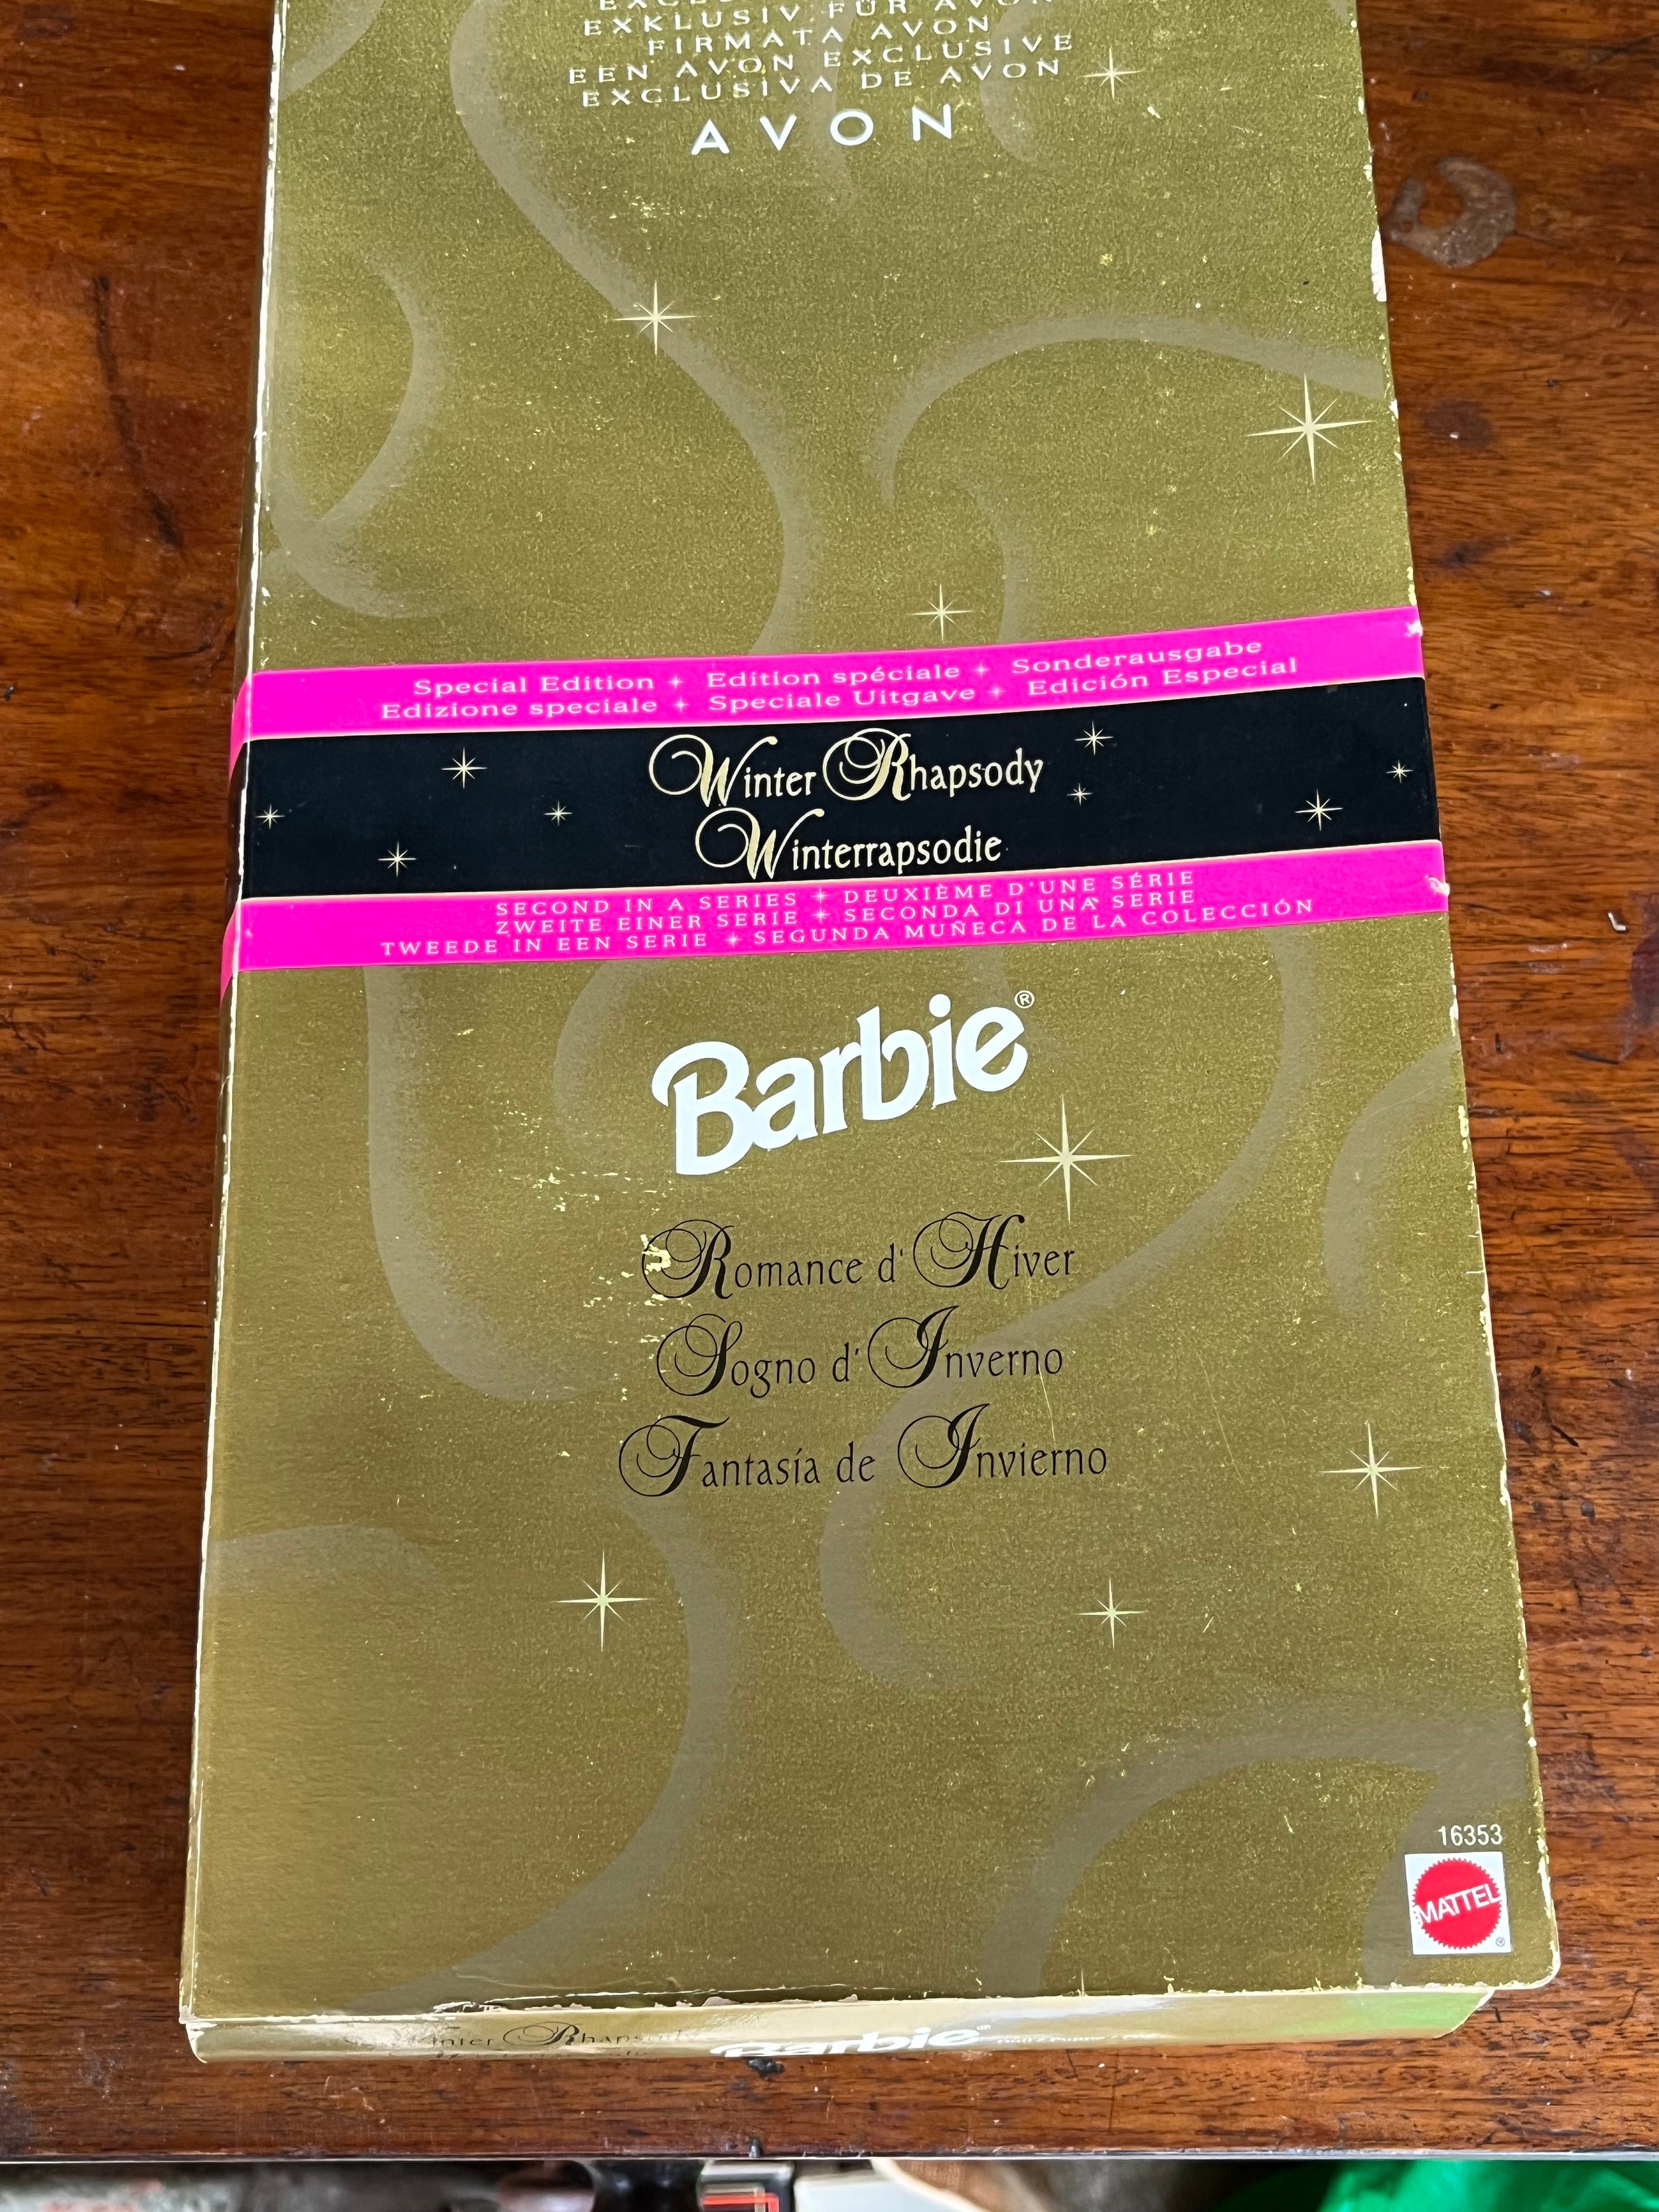 EXKLUSIV FÜR AVON
FIRMATA AVON
EEN AVON EXCLUSIVE
EXCLUSIVA DE AVON
AVON
Special Edition Edition spéciale Sonderausgabe
Edizione speciale Speciale Uitgave Edición Especial
Winter Rhapsody
Winterrapsodie
SECOND IN A SERIES DEUXIÈME D'UNE SÉRIE
ZWEITE EINER SERIE SECONDA DI UNA SERIE
TWEEDE IN EEN SERIE SEGUNDA MUÑECA DE LA COLECCIÓN
Barbie®
Romance d'Hiver
Sogno d'Inverno
Fantasía de Invierno
16353
MATTEL®
Winter Rhapsody Barbie